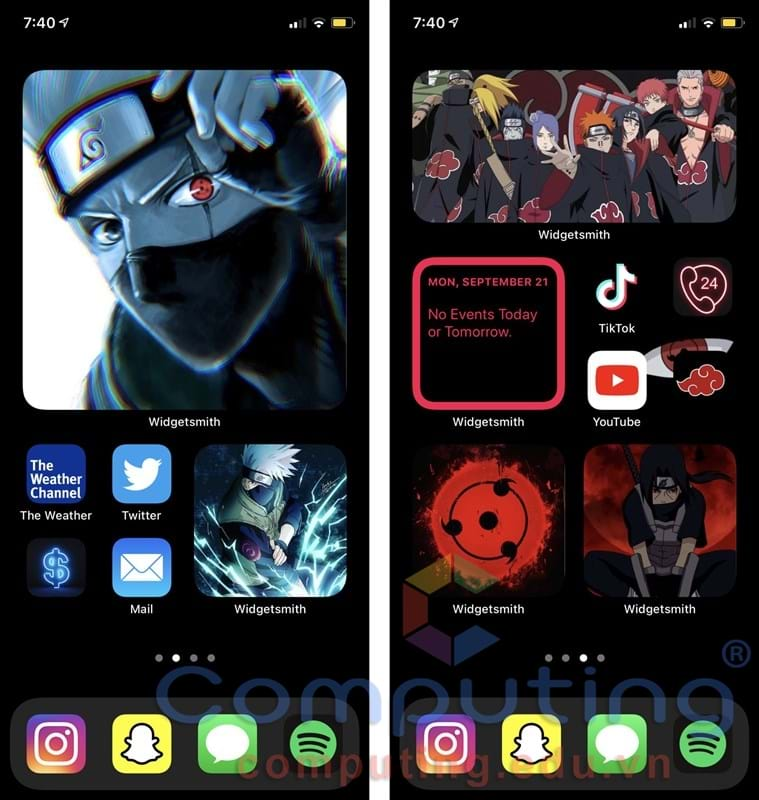 7:40
Widgetsmith
The
Weather
Channel
The Weather
Twitter
$
Mail
Widgetsmith
7:40
Widgetsmith
MON, SEPTEMBER 21
No Events Today
or Tomorrow.
Widgetsmith
TikTok
24
YouTube
Widgetsmith
Widgetsmith
Computing®
computing.edu.vn